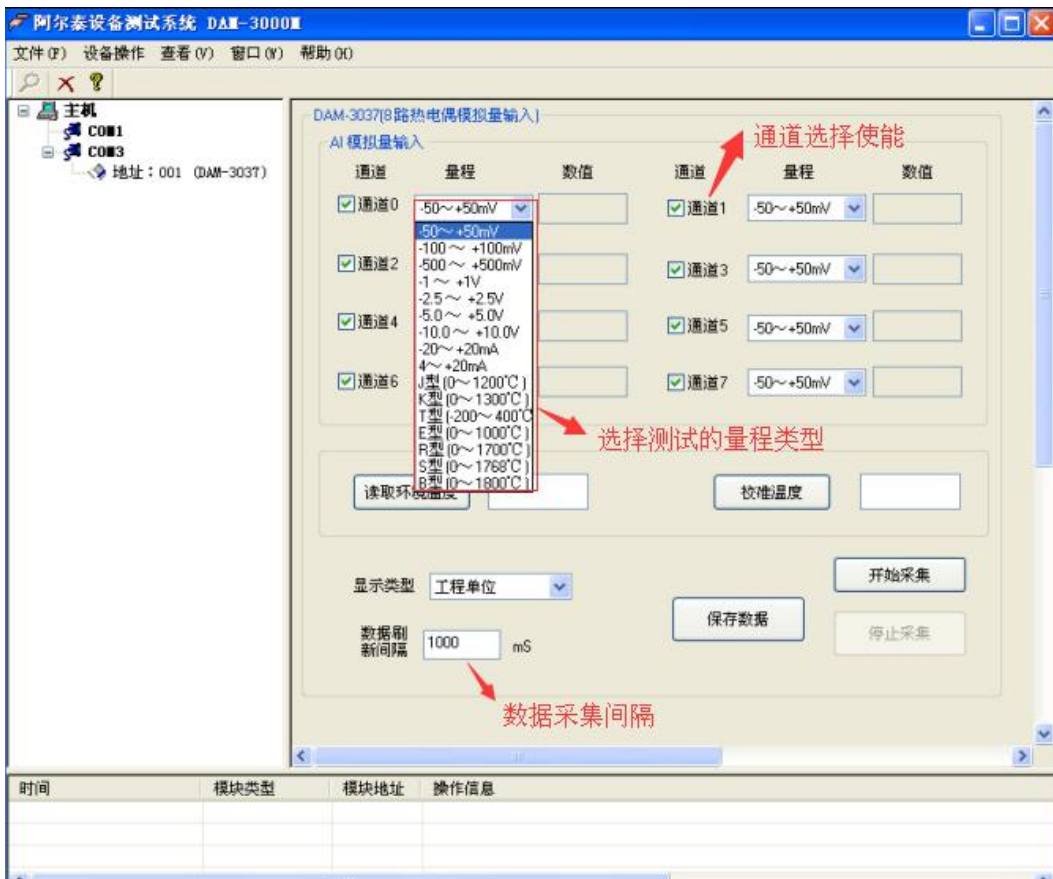 阿尔泰设备测试系统 DAM-3000M
文件(F) 设备操作 查看(V) 窗口(W) 帮助(H)
主机
COM1
COM3
地址：001 (DAM-3037)
DAM-3037(8路热电偶模拟量输入)
AI 模拟量输入
通道选择使能
通道 量程 数值 通道 量程 数值
通道0 -50～+50mV 通道1 -50～+50mV
-50～ +50mV
-100 ～ +100mV
通道2 -500 ～ +500mV 通道3 -50～+50mV
-1 ～ +1V
-2.5～ +2.5V
通道4 -5.0～ +5.0V 通道5 -50～+50mV
-10.0～ +10.0V
-20～ +20mA
4～ +20mA
通道6 J型(0～1200℃) 通道7 -50～+50mV
K型(0～1300℃)
T型(-200～400℃
E型(0～1000℃)
选择测试的量程类型
R型(0～1700℃)
S型(0～1768℃)
B型(0～1800℃)
读取环境温度 校准温度
显示类型 工程单位 开始采集
保存数据
数据刷
新间隔 1000 mS 停止采集
数据采集间隔
时间 模块类型 模块地址 操作信息